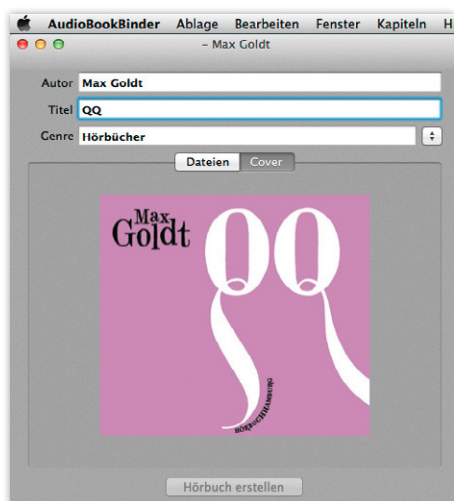 AudioBookBinder Ablage Bearbeiten Fenster Kapiteln H
– Max Goldt
Autor Max Goldt
Titel QQ
Genre Hörbücher
Dateien Cover
Max
Goldt
QQ
HÖRBUCHHAMBURG
Hörbuch erstellen